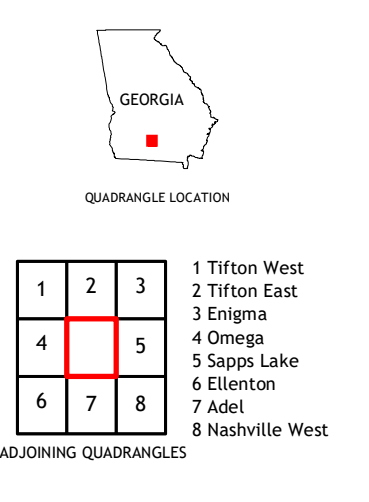 GEORGIA
QUADRANGLE LOCATION
1 2 3
4 5
6 7 8
1 Tifton West
2 Tifton East
3 Enigma
4 Omega
5 Sapps Lake
6 Ellenton
7 Adel
8 Nashville West
ADJOINING QUADRANGLES